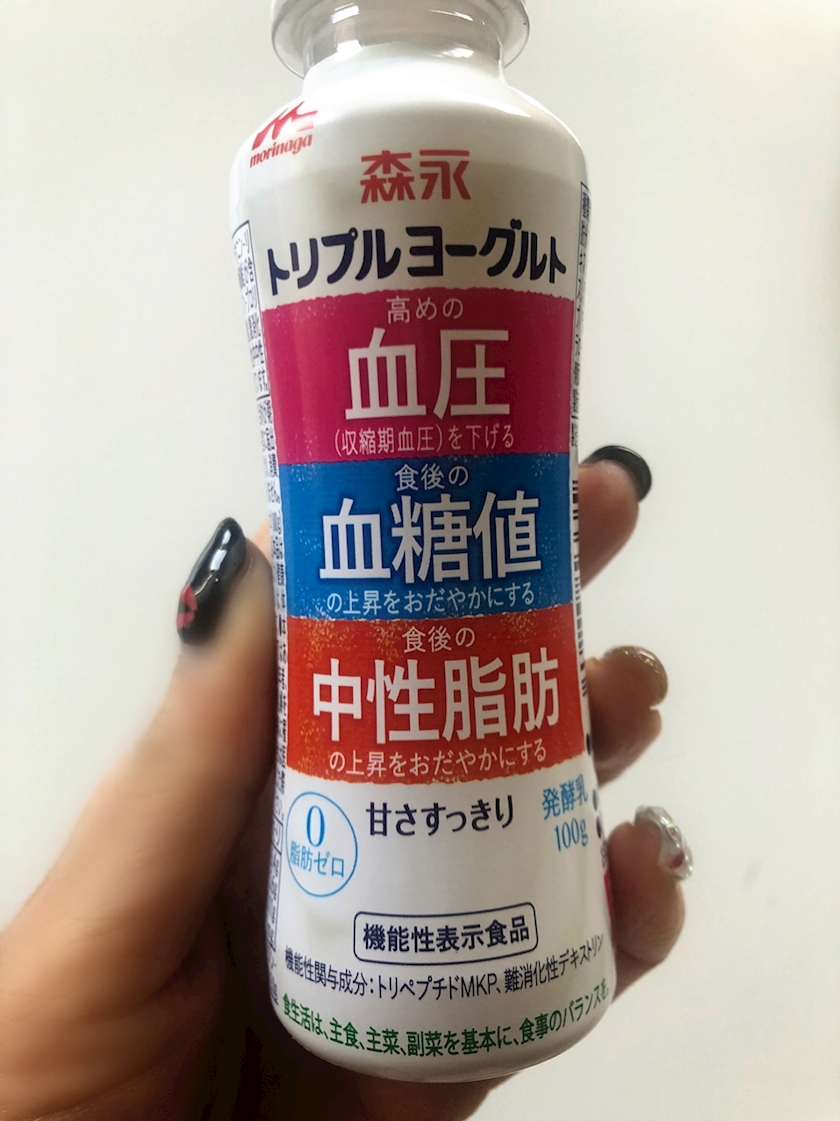 morinaga
森永
トリプルヨーグルト
高めの
血圧
(収縮期血圧)を下げる
食後の
血糖値
の上昇をおだやかにする
食後の
中性脂肪
の上昇をおだやかにする
0
脂肪ゼロ
甘さすっきり
発酵乳
100g
機能性表示食品
機能性関与成分:トリペプチドMKP、難消化性デキストリン
食生活は、主食、主菜、副菜を基本に、食事のバランスを。